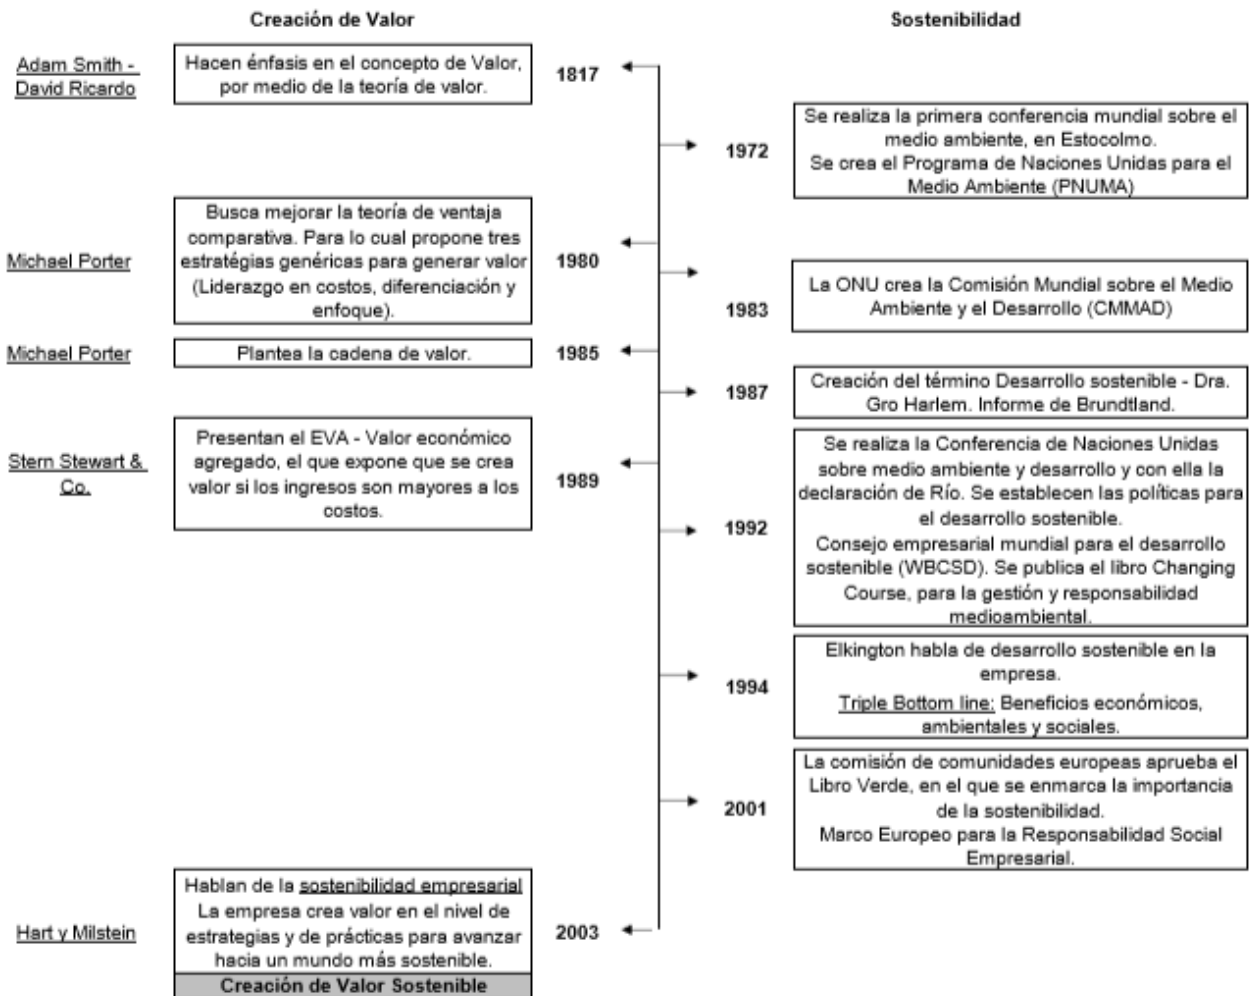 Creación de Valor
Sostenibilidad
Adam Smith -
David Ricardo
Hacen énfasis en el concepto de Valor,
por medio de la teoría de valor.
1817
1972
Se realiza la primera conferencia mundial sobre el
medio ambiente, en Estocolmo.
Se crea el Programa de Naciones Unidas para el
Medio Ambiente (PNUMA)
Michael Porter
Busca mejorar la teoría de ventaja
comparativa. Para lo cual propone tres
estratégias genéricas para generar valor
(Liderazgo en costos, diferenciación y
enfoque).
1980
1983
La ONU crea la Comisión Mundial sobre el Medio
Ambiente y el Desarrollo (CMMAD)
Michael Porter
Plantea la cadena de valor.
1985
1987
Creación del término Desarrollo sostenible - Dra.
Gro Harlem. Informe de Brundtland.
Stern Stewart &
Co.
Presentan el EVA - Valor económico
agregado, el que expone que se crea
valor si los ingresos son mayores a los
costos.
1989
1992
Se realiza la Conferencia de Naciones Unidas
sobre medio ambiente y desarrollo y con ella la
declaración de Río. Se establecen las políticas para
el desarrollo sostenible.
Consejo empresarial mundial para el desarrollo
sostenible (WBCSD). Se publica el libro Changing
Course, para la gestión y responsabilidad
medioambiental.
1994
Elkington habla de desarrollo sostenible en la
empresa.
Triple Bottom line: Beneficios económicos,
ambientales y sociales.
2001
La comisión de comunidades europeas aprueba el
Libro Verde, en el que se enmarca la importancia
de la sostenibilidad.
Marco Europeo para la Responsabilidad Social
Empresarial.
Hart y Milstein
Hablan de la sostenibilidad empresarial
La empresa crea valor en el nivel de
estrategias y de prácticas para avanzar
hacia un mundo más sostenible.
Creación de Valor Sostenible
2003